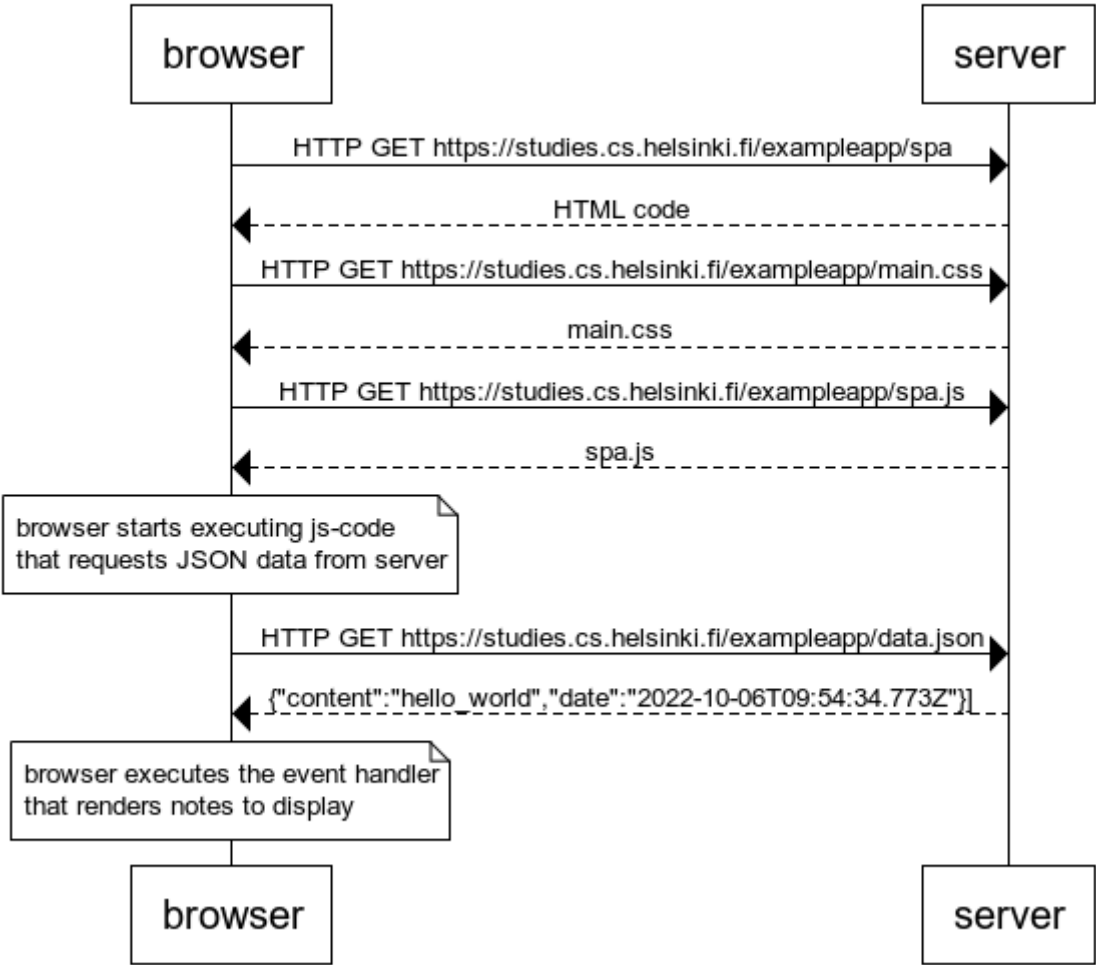 browser
server
HTTP GET https://studies.cs.helsinki.fi/exampleapp/spa
HTML code
HTTP GET https://studies.cs.helsinki.fi/exampleapp/main.css
main.css
HTTP GET https://studies.cs.helsinki.fi/exampleapp/spa.js
spa.js
browser starts executing js-code
that requests JSON data from server
HTTP GET https://studies.cs.helsinki.fi/exampleapp/data.json
{"content":"hello_world","date":"2022-10-06T09:54:34.773Z"}]
browser executes the event handler
that renders notes to display
browser
server